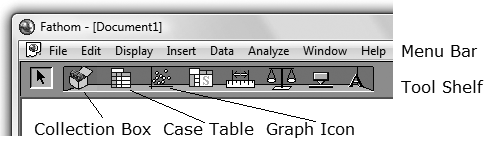 Fathom - [Document1]
File Edit Display Insert Data Analyze Window Help Menu Bar
Tool Shelf
Collection Box Case Table Graph Icon